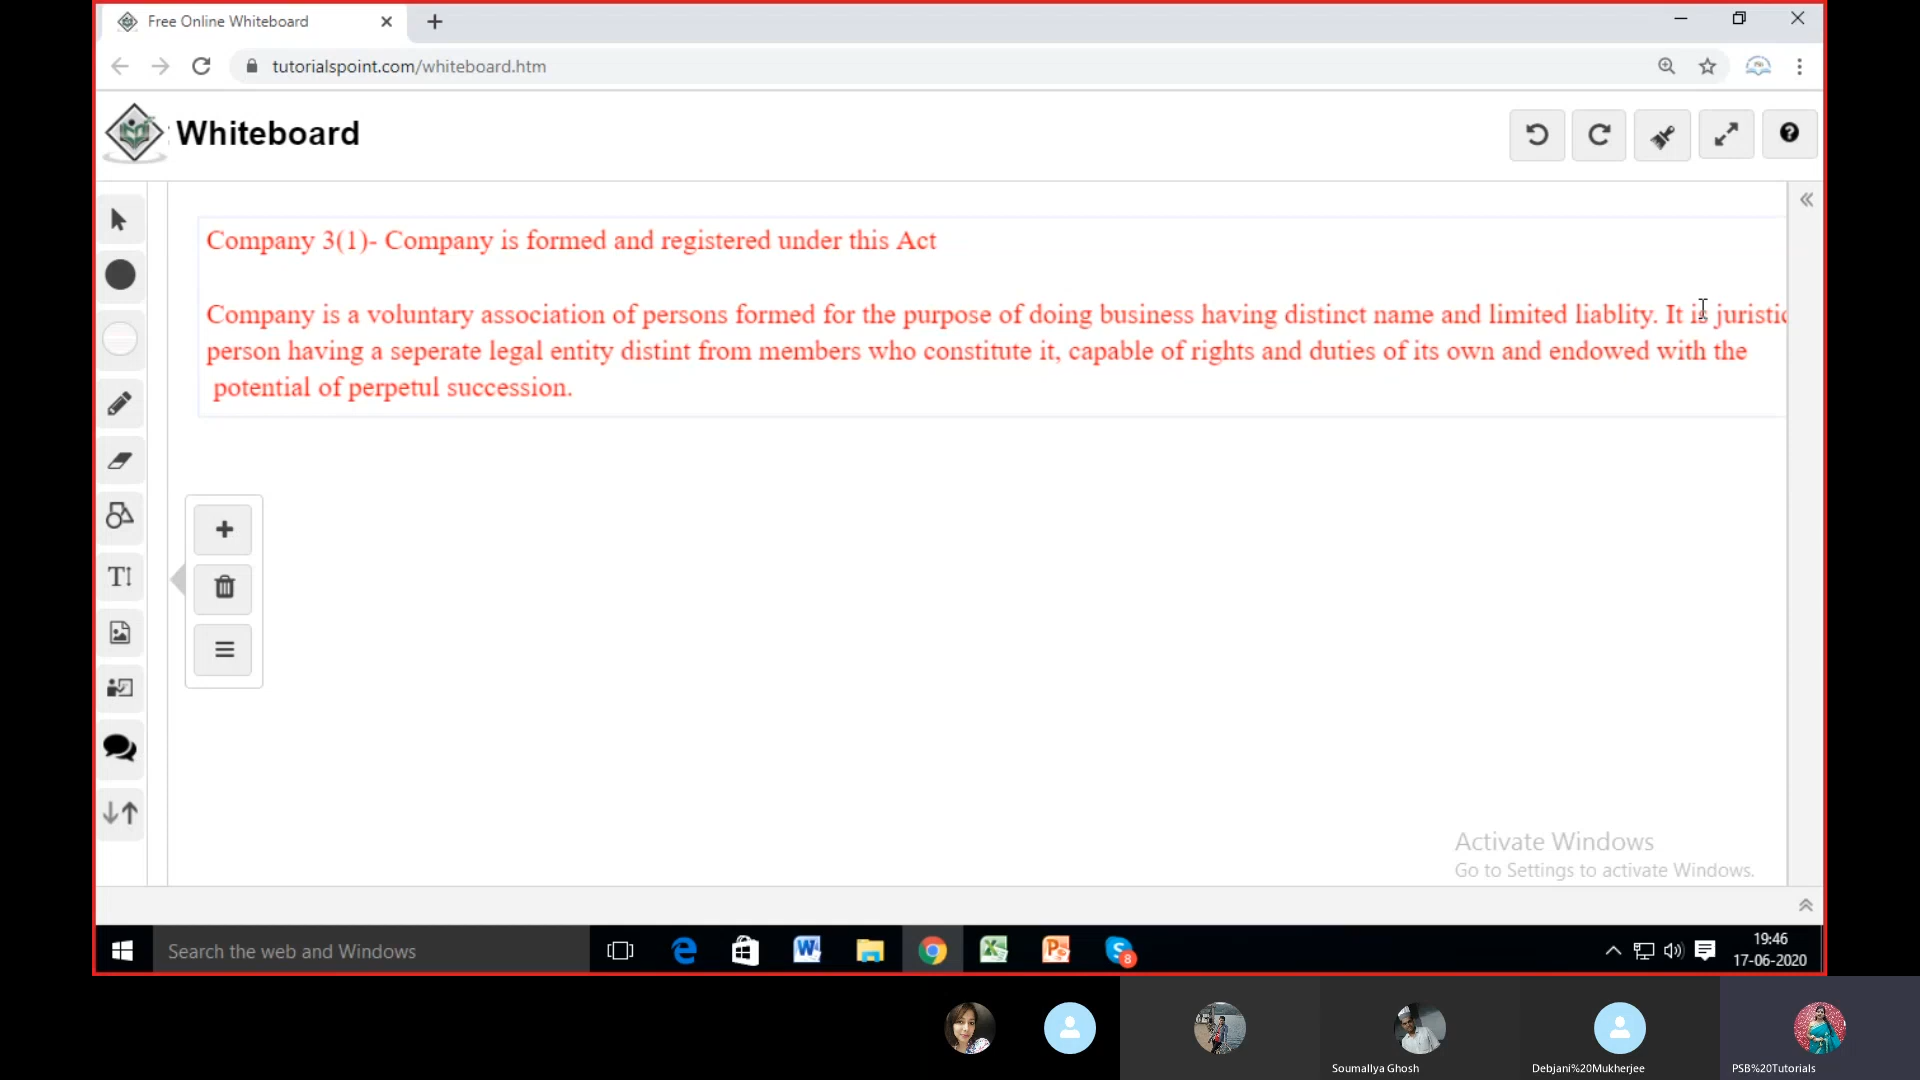 Free Online Whiteboard
tutorialspoint.com/whiteboard.htm
Whiteboard
Company 3(1)- Company is formed and registered under this Act
Company is a voluntary association of persons formed for the purpose of doing business having distinct name and limited liablity. It is juristic
person having a seperate legal entity distint from members who constitute it, capable of rights and duties of its own and endowed with the
potential of perpetul succession.
Activate Windows
Go to Settings to activate Windows.
Search the web and Windows
8
19:46
17-06-2020
Soumallya Ghosh
Debjani%20Mukherjee
PSB%20Tutorials